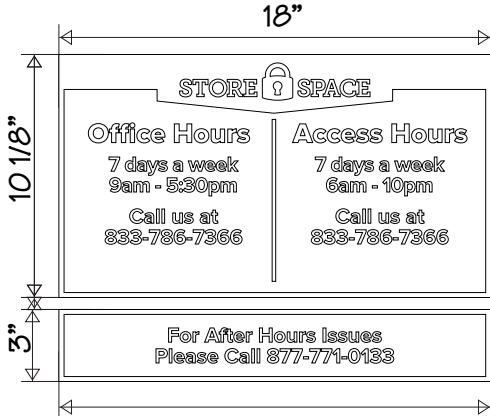 18"
10 1/8"
STORE SPACE
Office Hours
7 days a week
9am - 5:30pm
Call us at
833-786-7366
Access Hours
7 days a week
6am - 10pm
Call us at
833-786-7366
3"
For After Hours Issues
Please Call 877-771-0133